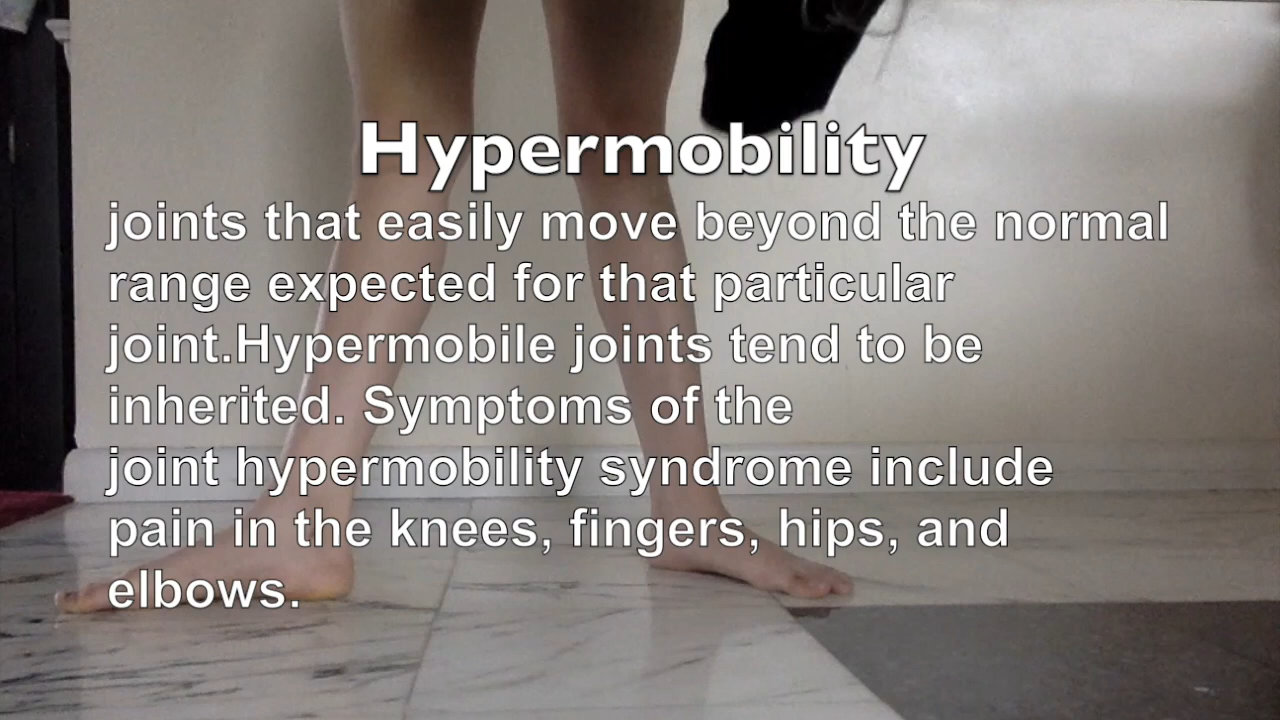 Hypermobility
joints that easily move beyond the normal
range expected for that particular
joint.Hypermobile joints tend to be
inherited. Symptoms of the
joint hypermobility syndrome include
pain in the knees, fingers, hips, and
elbows.